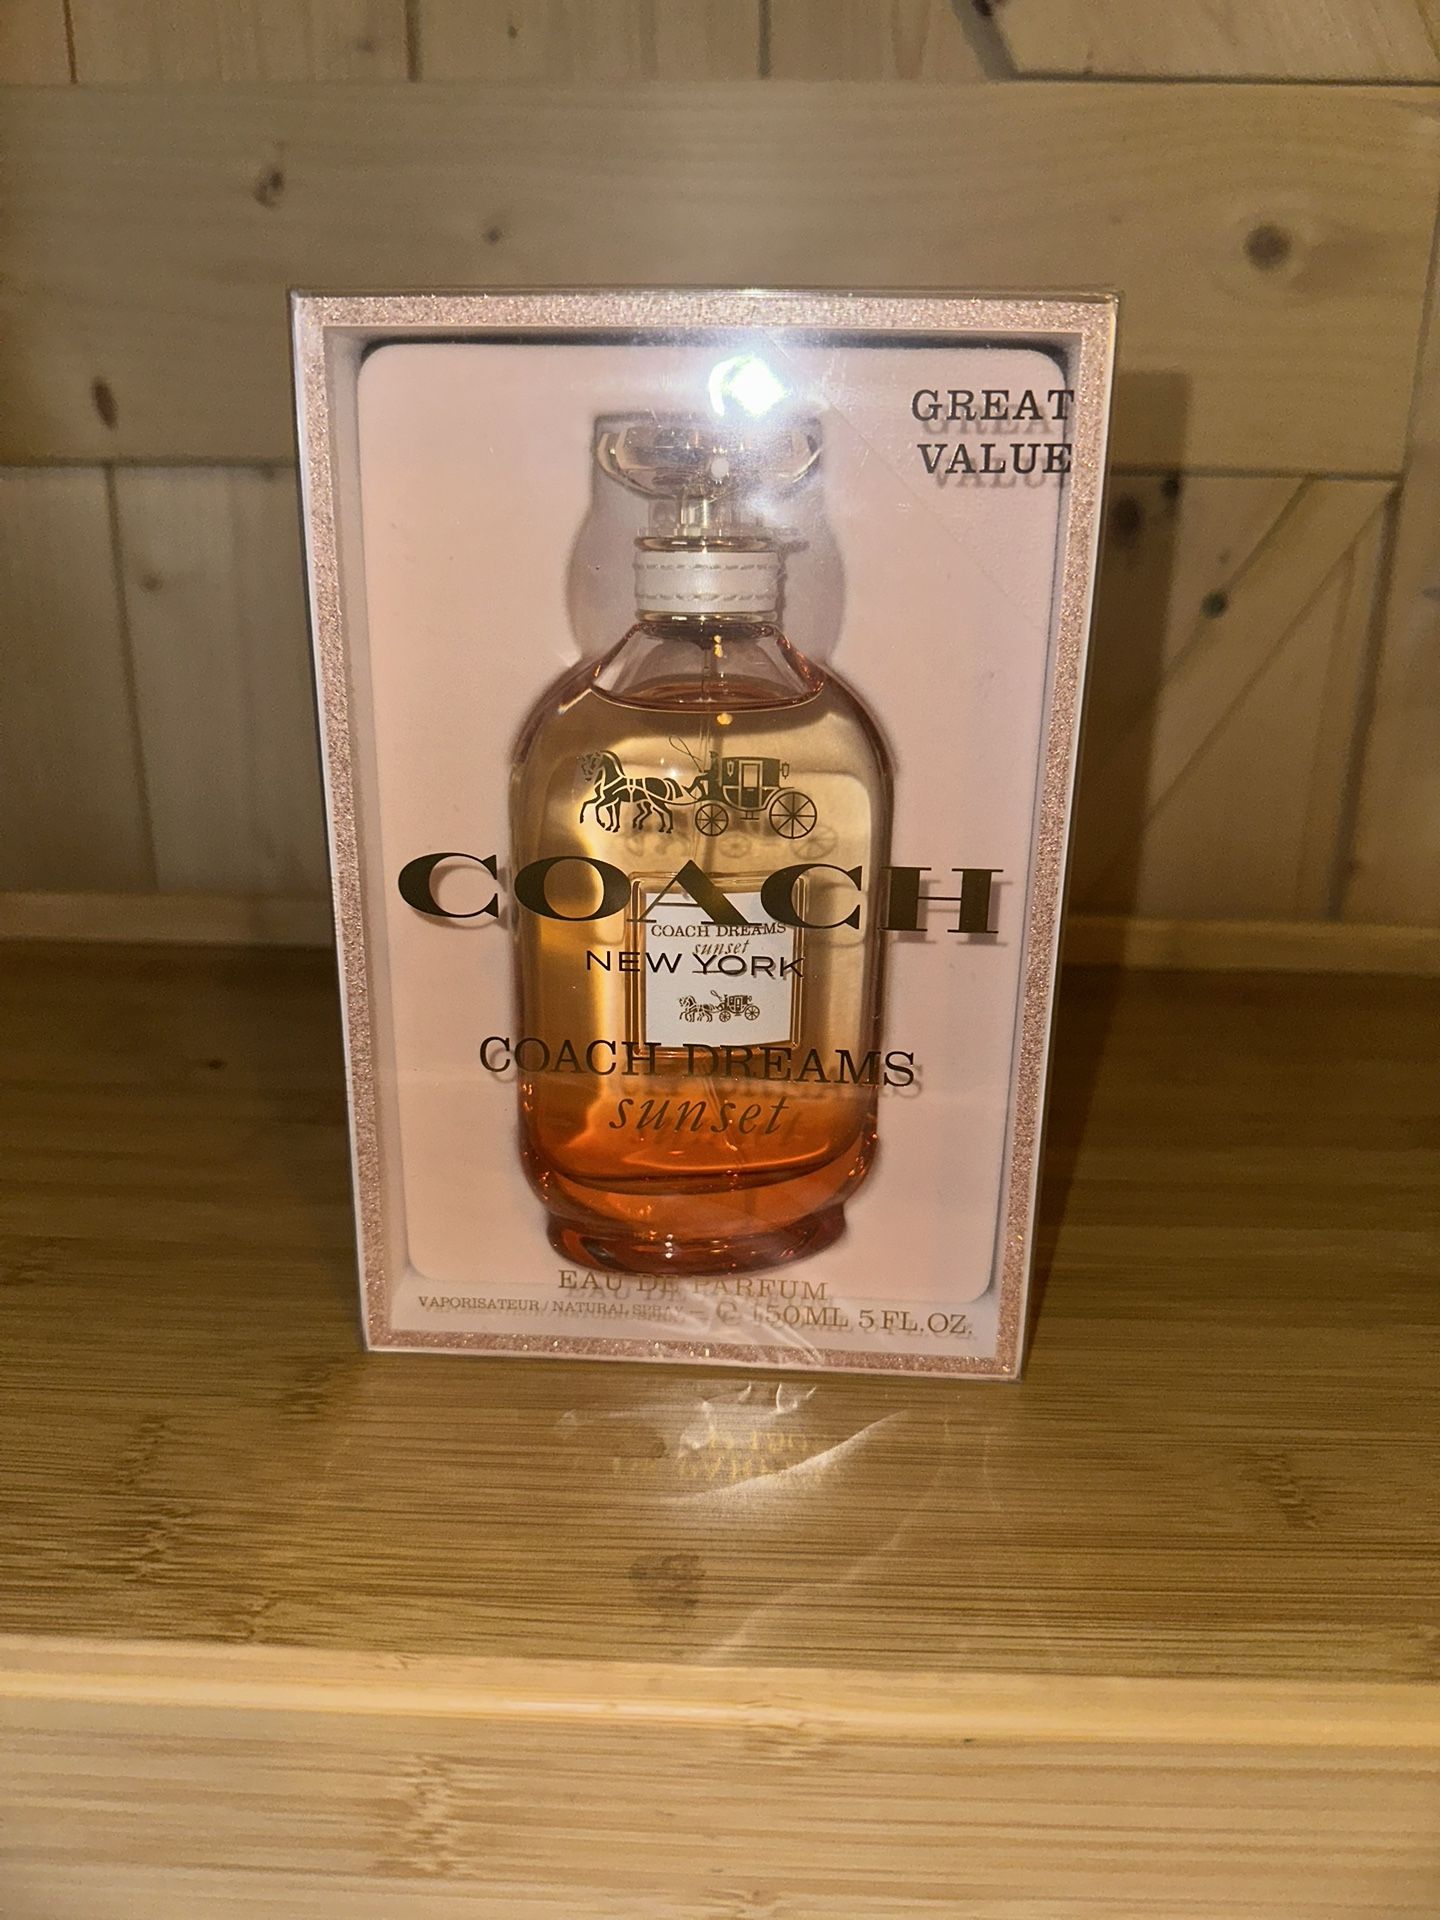 GREAT
VALUE
COACH
COACH DREAMS
sunset
NEW YORK
COACH DREAMS
sunset
EAU DE PARFUM
VAPORISATEUR / NATURAL SPRAY – ℮ 150ML 5 FL. OZ.